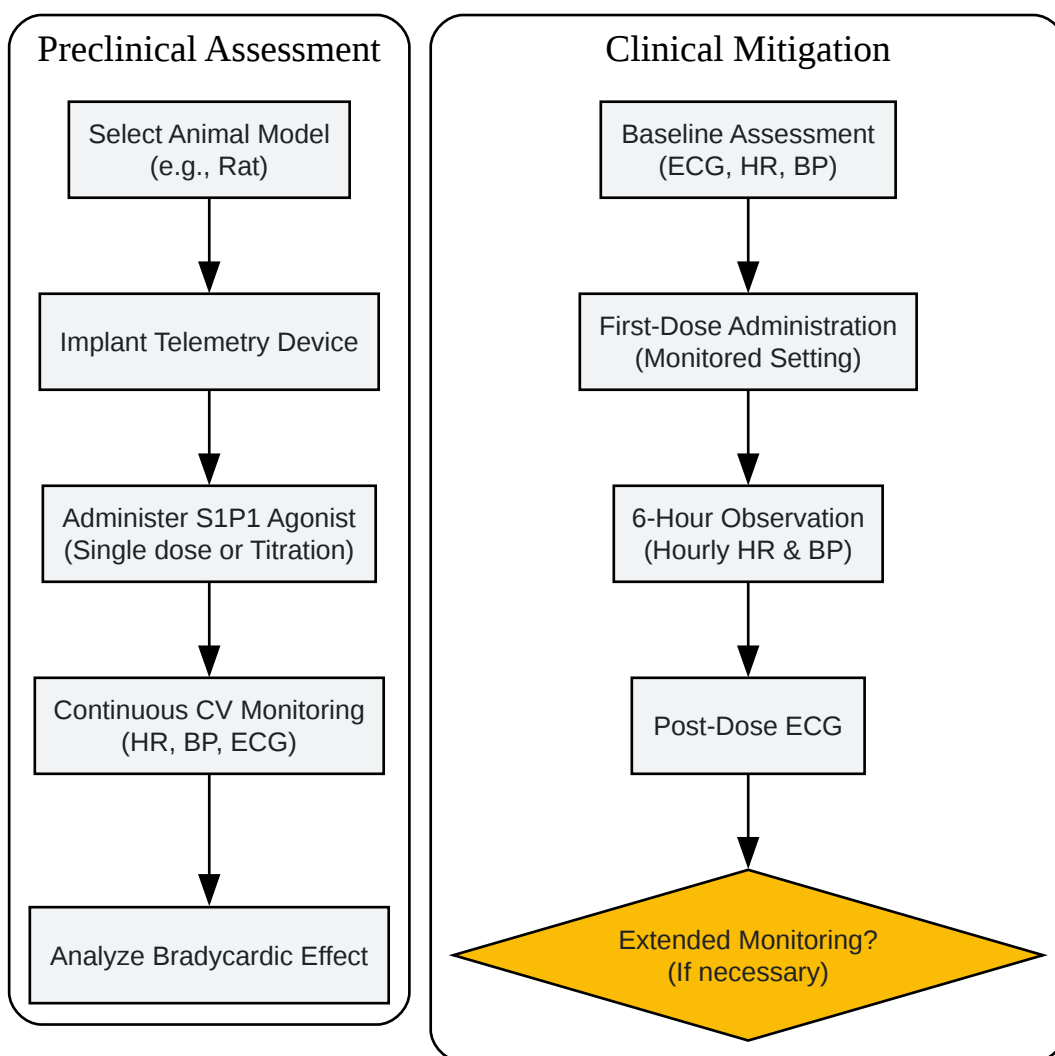 Preclinical Assessment
Select Animal Model
(e.g., Rat)
Implant Telemetry Device
Administer S1P1 Agonist
(Single dose or Titration)
Continuous CV Monitoring
(HR, BP, ECG)
Analyze Bradycardic Effect
Clinical Mitigation
Baseline Assessment
(ECG, HR, BP)
First-Dose Administration
(Monitored Setting)
6-Hour Observation
(Hourly HR & BP)
Post-Dose ECG
Extended Monitoring?
(If necessary)